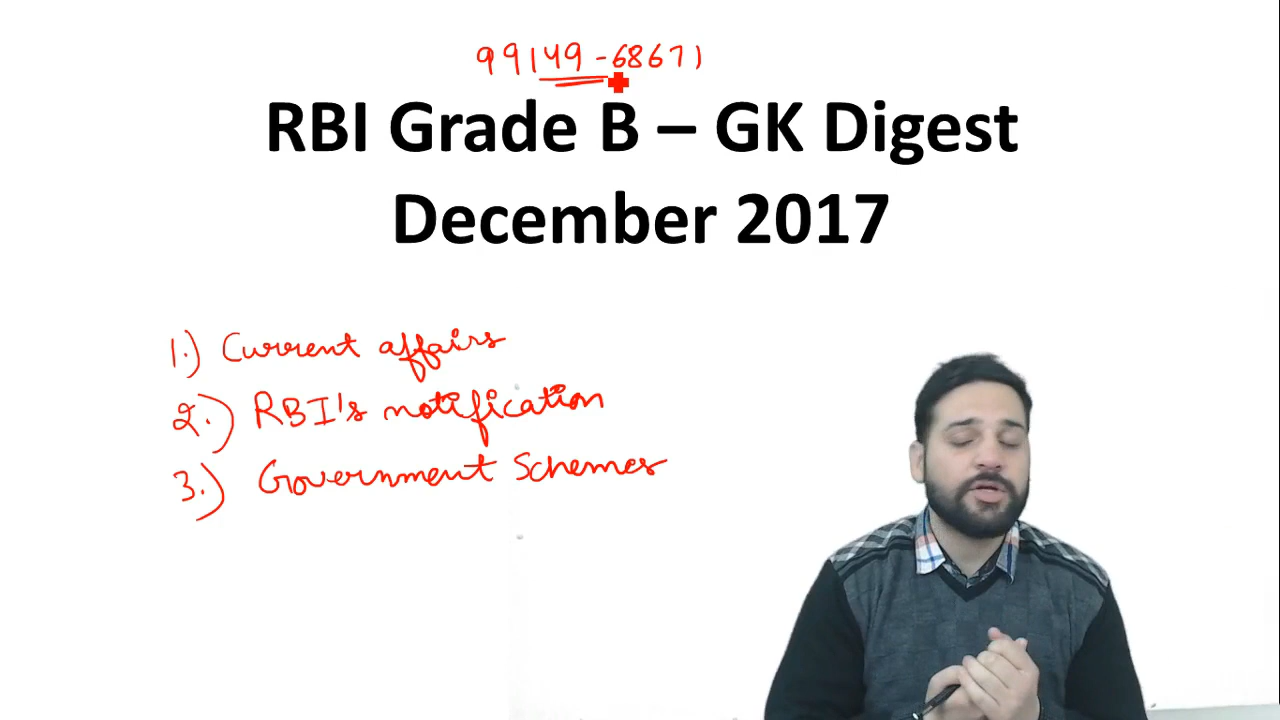 99149-68671
RBI Grade B – GK Digest
December 2017
1.) Current affairs
2.) RBI's notification
3.) Government Schemes